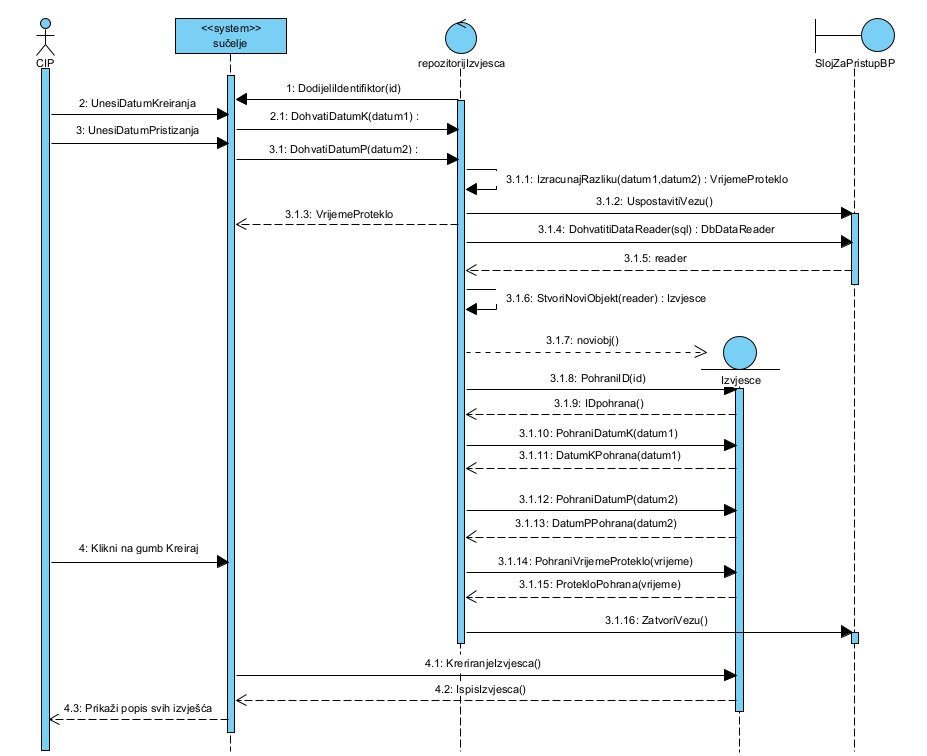 <<system>>
sučelje
CIP
repozitorijIzvjesca
SlojZaPristupBP
1: DodijeliIdentifiktor(id)
2: UnesiDatumKreiranja
2.1: DohvatiDatumK(datum1) :
3: UnesiDatumPristizanja
3.1: DohvatiDatumP(datum2) :
3.1.1: IzracunajRazliku(datum1,datum2) : VrijemeProteklo
3.1.2: UspostavitiVezu()
3.1.3: VrijemeProteklo
3.1.4: DohvatitiDataReader(sql) : DbDataReader
3.1.5: reader
3.1.6: StvoriNoviObjekt(reader) : Izvjesce
3.1.7: noviobj()
Izvjesce
3.1.8: PohraniID(id)
3.1.9: IDpohrana()
3.1.10: PohraniDatumK(datum1)
3.1.11: DatumKPohrana(datum1)
3.1.12: PohraniDatumP(datum2)
3.1.13: DatumPPohrana(datum2)
4: Klikni na gumb Kreiraj
3.1.14: PohraniVrijemeProteklo(vrijeme)
3.1.15: ProtekloPohrana(vrijeme)
3.1.16: ZatvoriVezu()
4.1: KreriranjeIzvjesca()
4.2: IspisIzvjesca()
4.3: Prikaži popis svih izvješća